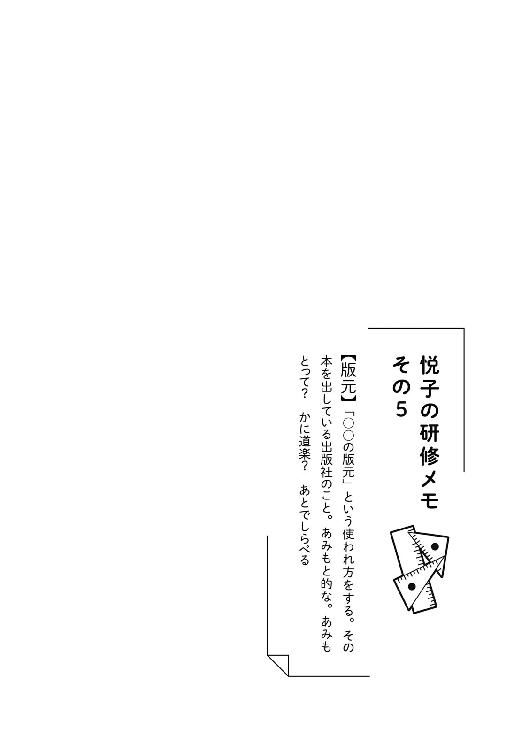 悦子の研修メモ
その5
【版元】「○○の版元」という使われ方をする。その
本を出している出版社のこと。あみもと的な。あみも
とって？　かに道楽？　あとでしらべる